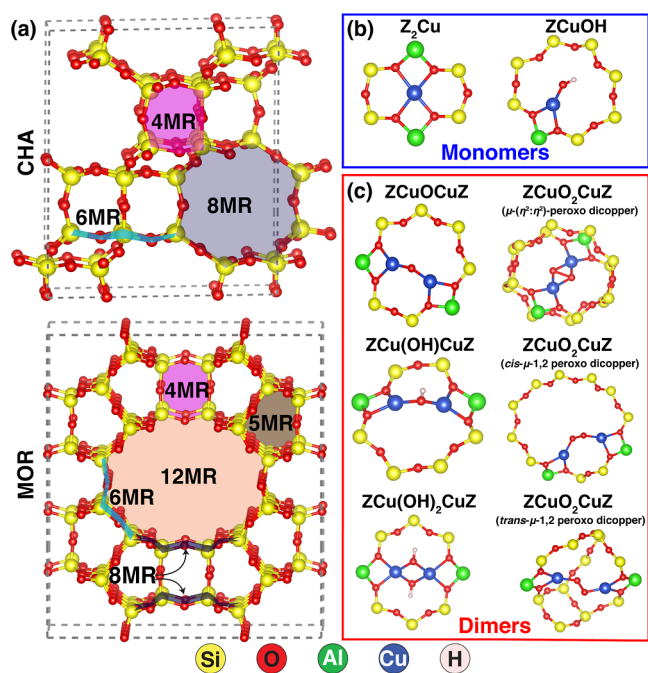 (a)
CHA
4MR
6MR
8MR
MOR
4MR
5MR
12MR
6MR
8MR
(b)
Z₂Cu
ZCuOH
Monomers
(c)
ZCuOCuZ
ZCuO₂CuZ
(μ-(η²:η²)-peroxo dicopper)
ZCu(OH)CuZ
ZCuO₂CuZ
(cis-μ-1,2 peroxo dicopper)
ZCu(OH)₂CuZ
ZCuO₂CuZ
(trans-μ-1,2 peroxo dicopper)
Dimers
Si O Al Cu H